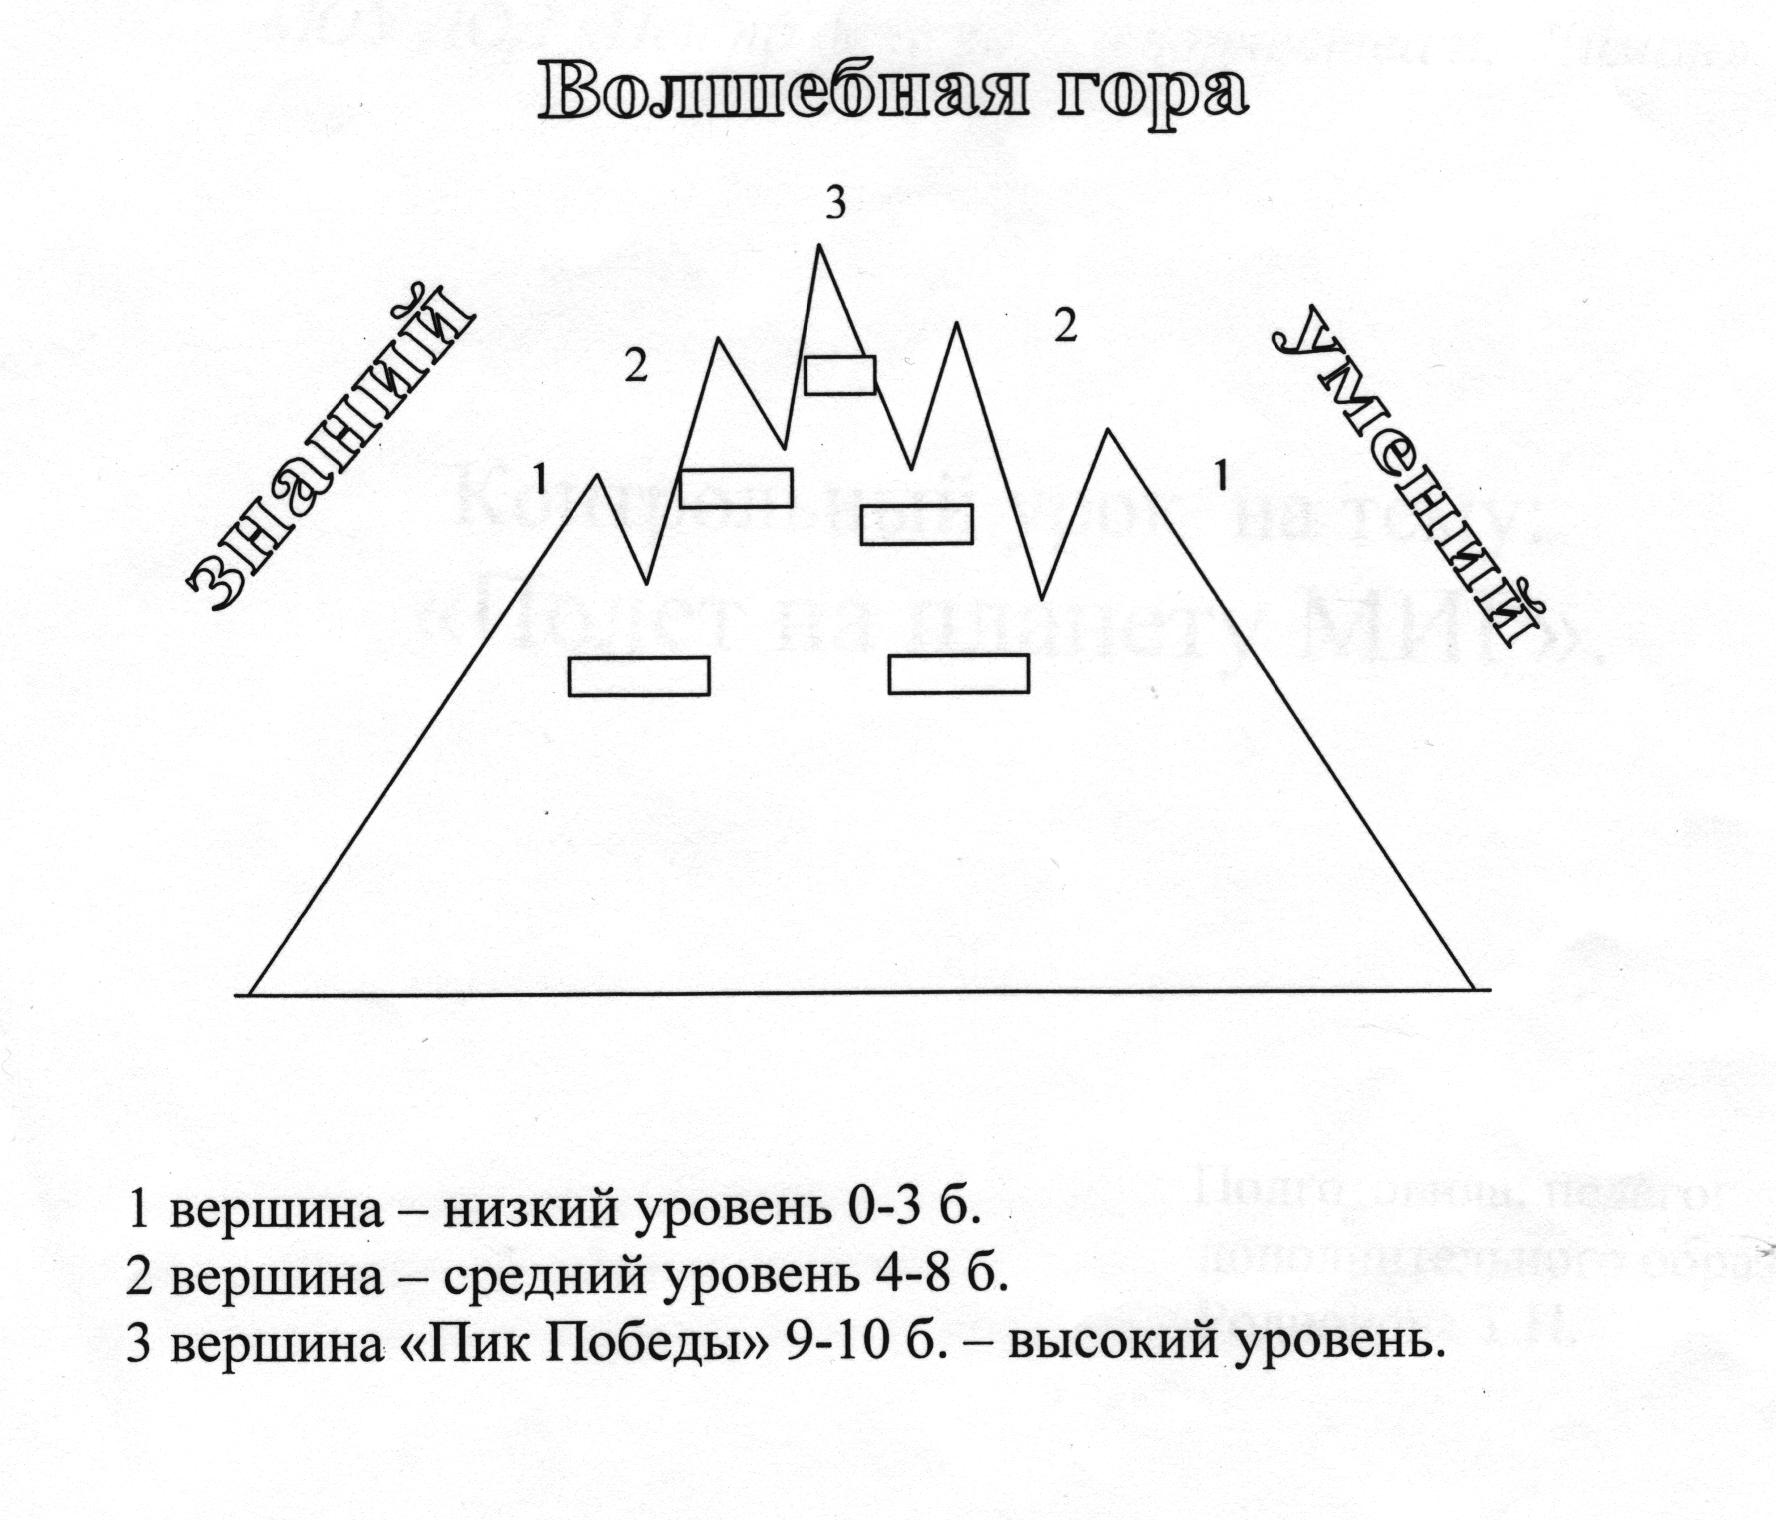 Волшебная гора
знаний
умений
3
2
2
1
1
1 вершина – низкий уровень 0-3 б.
2 вершина – средний уровень 4-8 б.
3 вершина «Пик Победы» 9-10 б. – высокий уровень.